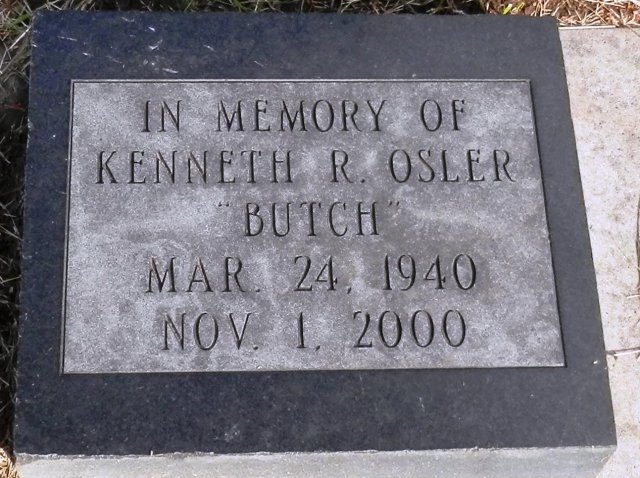 IN MEMORY OF
KENNETH R. OSLER
"BUTCH"
MAR. 24, 1940
NOV. 1, 2000